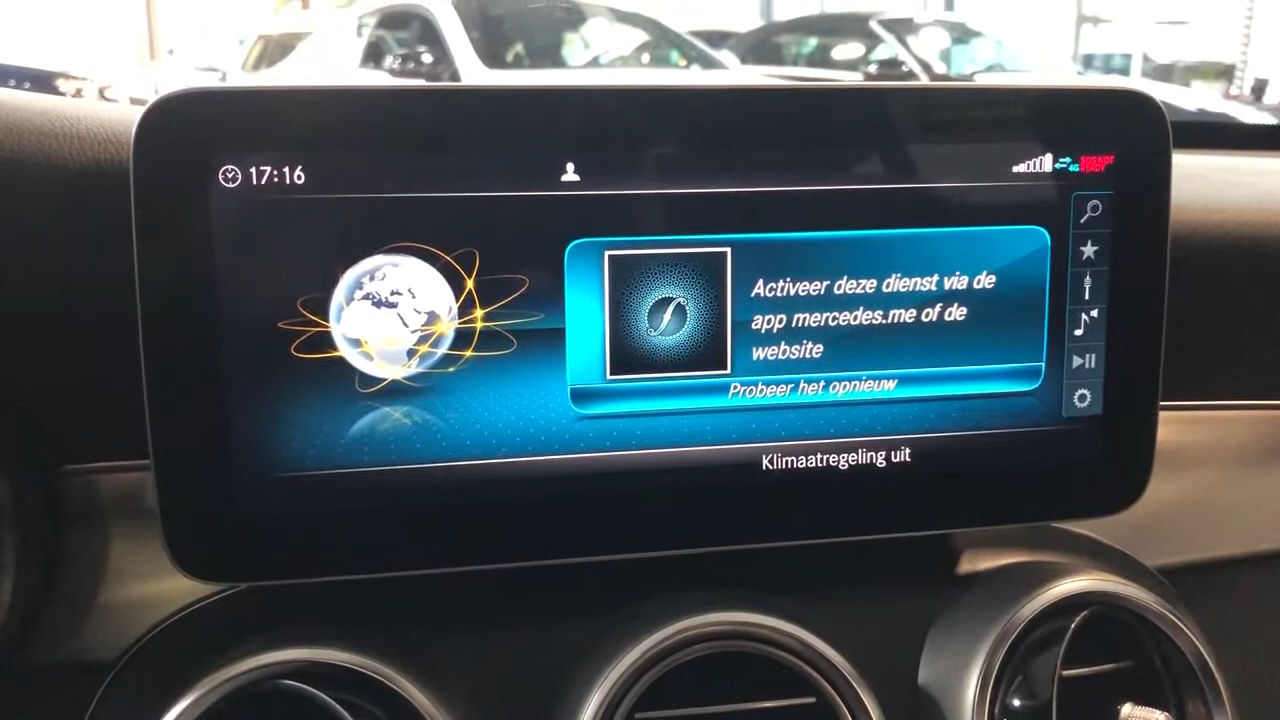 17:16
4G
SOS NOT
READY
Activeer deze dienst via de
app mercedes.me of de
website
Probeer het opnieuw
Klimaatregeling uit